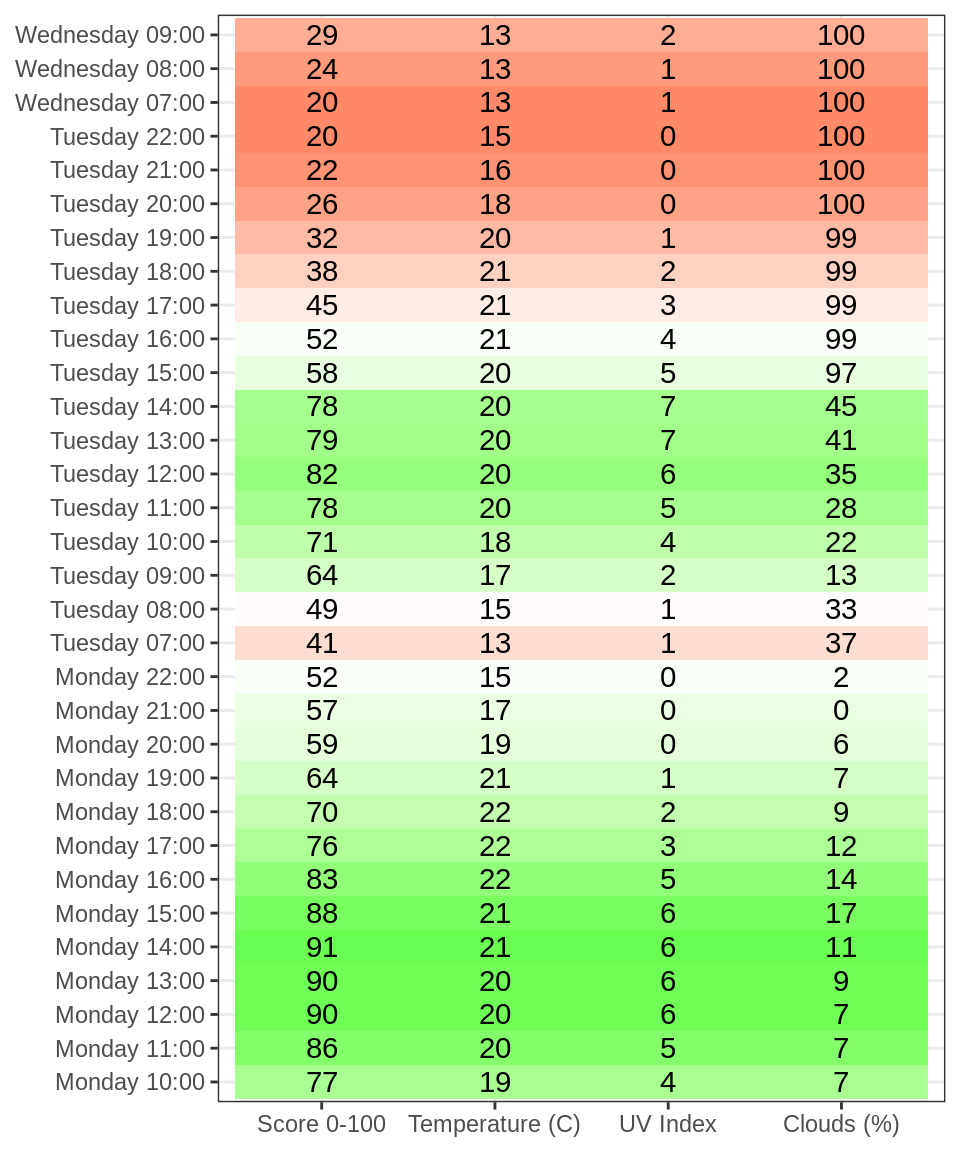 Wednesday 09:00 29 13 2 100
Wednesday 08:00 24 13 1 100
Wednesday 07:00 20 13 1 100
Tuesday 22:00 20 15 0 100
Tuesday 21:00 22 16 0 100
Tuesday 20:00 26 18 0 100
Tuesday 19:00 32 20 1 99
Tuesday 18:00 38 21 2 99
Tuesday 17:00 45 21 3 99
Tuesday 16:00 52 21 4 99
Tuesday 15:00 58 20 5 97
Tuesday 14:00 78 20 7 45
Tuesday 13:00 79 20 7 41
Tuesday 12:00 82 20 6 35
Tuesday 11:00 78 20 5 28
Tuesday 10:00 71 18 4 22
Tuesday 09:00 64 17 2 13
Tuesday 08:00 49 15 1 33
Tuesday 07:00 41 13 1 37
Monday 22:00 52 15 0 2
Monday 21:00 57 17 0 0
Monday 20:00 59 19 0 6
Monday 19:00 64 21 1 7
Monday 18:00 70 22 2 9
Monday 17:00 76 22 3 12
Monday 16:00 83 22 5 14
Monday 15:00 88 21 6 17
Monday 14:00 91 21 6 11
Monday 13:00 90 20 6 9
Monday 12:00 90 20 6 7
Monday 11:00 86 20 5 7
Monday 10:00 77 19 4 7
Score 0-100 Temperature (C) UV Index Clouds (%)